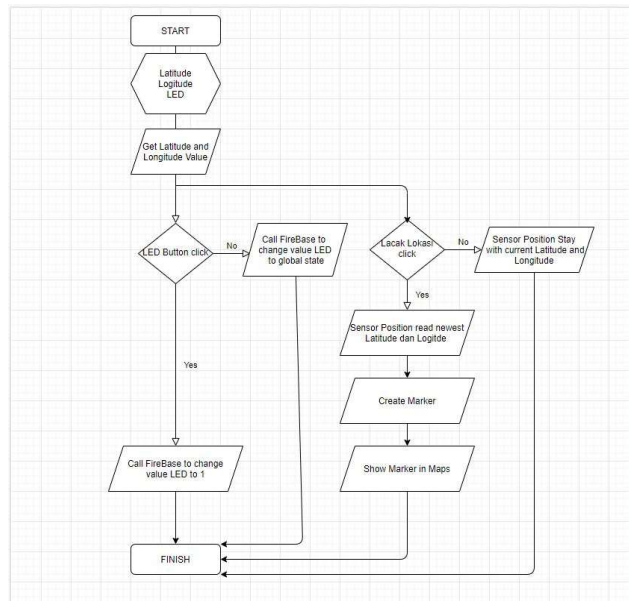 START
Latitude
Logitude
LED
Get Latitude and
Longitude Value
LED Button click
No
Call FireBase to
change value LED
to global state
Lacak Lokasi
click
No
Sensor Position Stay
with current Latitude and
Longitude
Yes
Sensor Position read newest
Latitude dan Logitde
Yes
Create Marker
Call FireBase to change
value LED to 1
Show Marker in Maps
FINISH